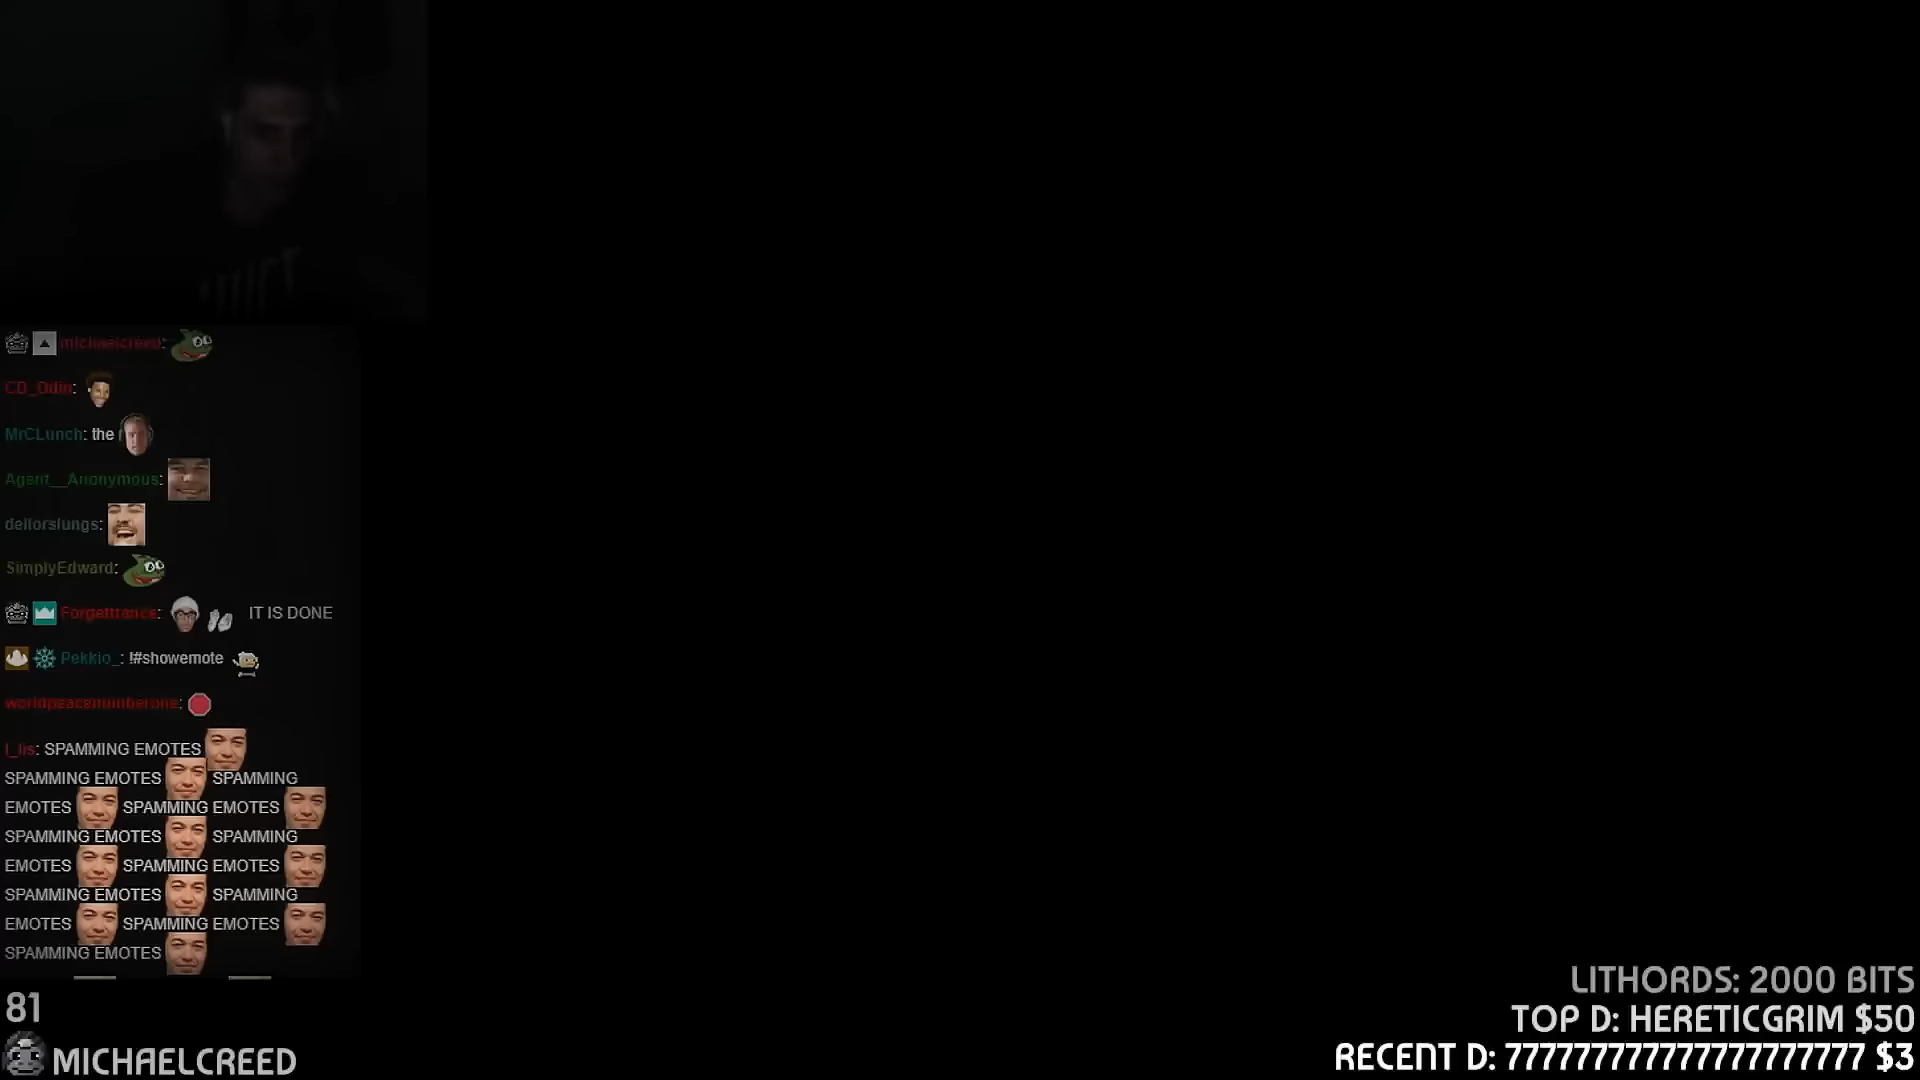 michaelcreed:
CD_Odin:
MrCLunch: the
Agent__Anonymous:
dellorslungs:
SimplyEdward:
Forgettrance: IT IS DONE
Pekkio_: !#showemote
worldpeacenumberone:
l_lis: SPAMMING EMOTES
SPAMMING EMOTES SPAMMING
EMOTES SPAMMING EMOTES
SPAMMING EMOTES SPAMMING
EMOTES SPAMMING EMOTES
SPAMMING EMOTES SPAMMING
EMOTES SPAMMING EMOTES
SPAMMING EMOTES
81
MICHAELCREED
LITHORDS: 2000 BITS
TOP D: HERETICGRIM $50
RECENT D: 7777777777777777777777777 $3